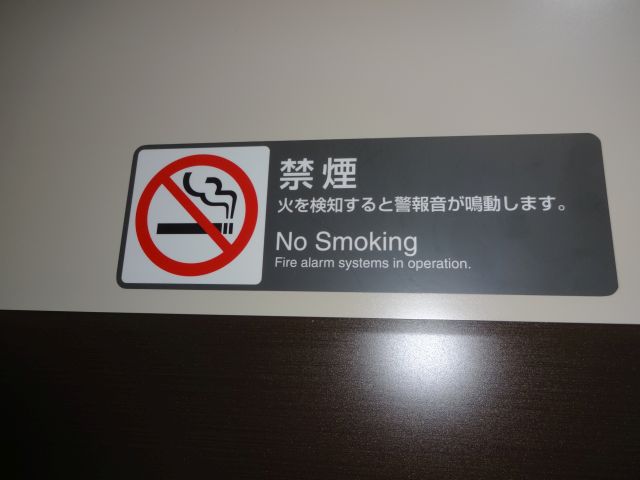 禁煙
火を検知すると警報音が鳴動します。
No Smoking
Fire alarm systems in operation.